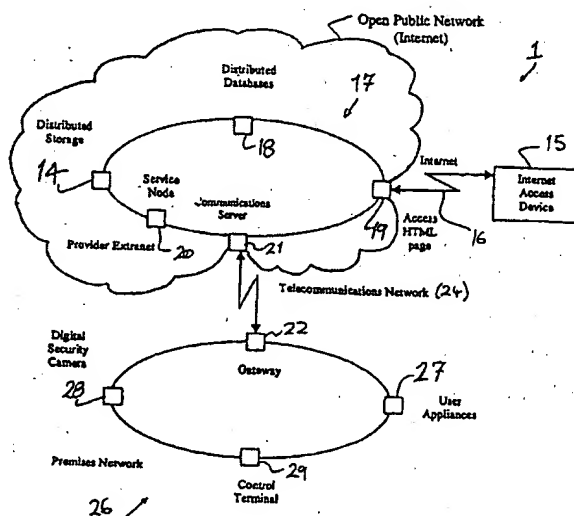 Open Public Network
(Internet)
1
Distributed
Databases
17
Distributed
Storage
18
15
14
Service
Node
Communications
Server
Internet
Internet
Access
Device
49
Access
HTML
page
16
Provider Extranet
20
21
Telecommunications Network (24)
22
Digital
Security
Camera
Gateway
27
28
User
Appliances
Premises Network
29
Control
Terminal
26